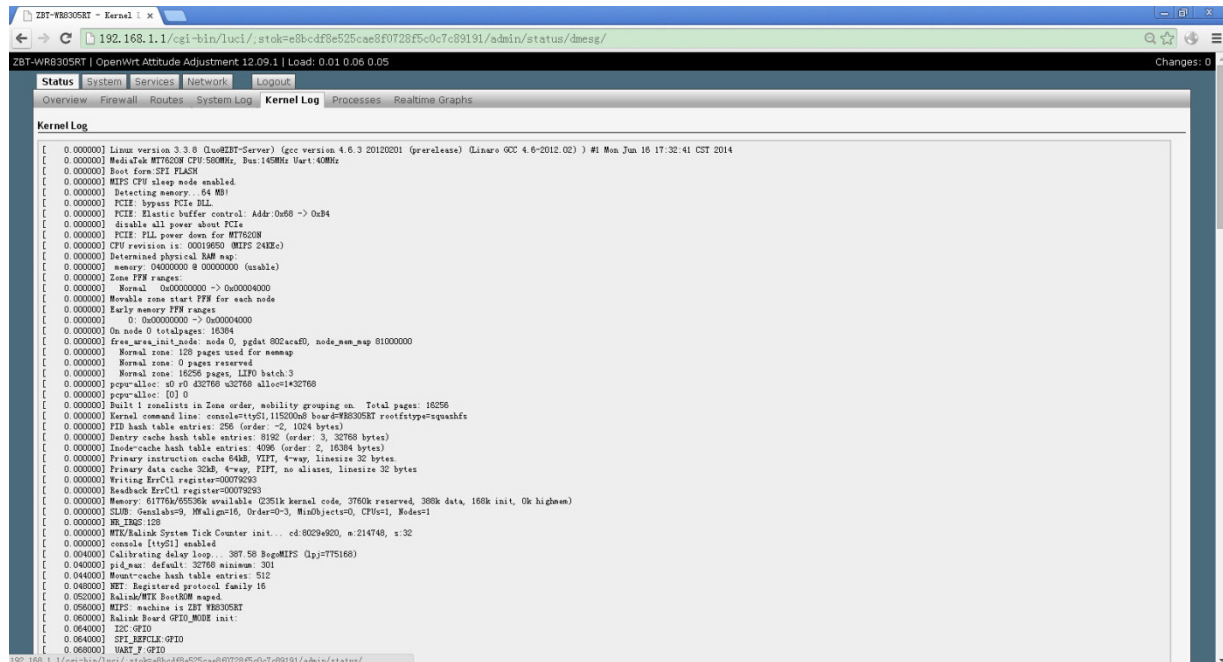 ZBT-WR8305RT - Kernel L x
192.168.1.1/cgi-bin/luci/;stok=e8bcdf8e525cae8f0728f5c0c7c89191/admin/status/dmesg/
ZBT-WR8305RT | OpenWrt Attitude Adjustment 12.09.1 | Load: 0.01 0.06 0.05 Changes: 0
Status System Services Network Logout
Overview Firewall Routes System Log Kernel Log Processes Realtime Graphs
Kernel Log
[ 0.000000] Linux version 3.3.8 (luo@ZBT-Server) (gcc version 4.6.3 20120201 (prerelease) (Linaro GCC 4.6-2012.02) ) #1 Mon Jun 16 17:32:41 CST 2014
[ 0.000000] MediaTek MT7620N CPU:580MHz, Bus:145MHz Uart:40MHz
[ 0.000000] Boot form:SPI FLASH
[ 0.000000] MIPS CPU sleep mode enabled.
[ 0.000000] Detecting memory...64 MB!
[ 0.000000] PCIE: bypass PCIe DLL.
[ 0.000000] PCIE: Elastic buffer control: Addr:0x68 -> 0xB4
[ 0.000000] disable all power about PCIe
[ 0.000000] PCIE: PLL power down for MT7620N
[ 0.000000] CPU revision is: 00019650 (MIPS 24KEc)
[ 0.000000] Determined physical RAM map:
[ 0.000000] memory: 04000000 @ 00000000 (usable)
[ 0.000000] Zone PFN ranges:
[ 0.000000] Normal 0x00000000 -> 0x00004000
[ 0.000000] Movable zone start PFN for each node
[ 0.000000] Early memory PFN ranges
[ 0.000000] 0: 0x00000000 -> 0x00004000
[ 0.000000] On node 0 totalpages: 16384
[ 0.000000] free_area_init_node: node 0, pgdat 802acaf0, node_mem_map 81000000
[ 0.000000] Normal zone: 128 pages used for memmap
[ 0.000000] Normal zone: 0 pages reserved
[ 0.000000] Normal zone: 16256 pages, LIFO batch:3
[ 0.000000] pcpu-alloc: s0 r0 d32768 u32768 alloc=1*32768
[ 0.000000] pcpu-alloc: [0] 0
[ 0.000000] Built 1 zonelists in Zone order, mobility grouping on. Total pages: 16256
[ 0.000000] Kernel command line: console=ttyS1,115200n8 board=WR8305RT rootfstype=squashfs
[ 0.000000] PID hash table entries: 256 (order: -2, 1024 bytes)
[ 0.000000] Dentry cache hash table entries: 8192 (order: 3, 32768 bytes)
[ 0.000000] Inode-cache hash table entries: 4096 (order: 2, 16384 bytes)
[ 0.000000] Primary instruction cache 64kB, VIPT, 4-way, linesize 32 bytes.
[ 0.000000] Primary data cache 32kB, 4-way, PIPT, no aliases, linesize 32 bytes
[ 0.000000] Writing ErrCtl register=00079293
[ 0.000000] Readback ErrCtl register=00079293
[ 0.000000] Memory: 61776k/65536k available (2351k kernel code, 3760k reserved, 388k data, 168k init, 0k highmem)
[ 0.000000] SLUB: Genslabs=9, HWalign=16, Order=0-3, MinObjects=0, CPUs=1, Nodes=1
[ 0.000000] NR_IRQS:128
[ 0.000000] MTK/Ralink System Tick Counter init... cd:8029e920, m:214748, s:32
[ 0.000000] console [ttyS1] enabled
[ 0.004000] Calibrating delay loop... 387.58 BogoMIPS (lpj=775168)
[ 0.040000] pid_max: default: 32768 minimum: 301
[ 0.044000] Mount-cache hash table entries: 512
[ 0.048000] NET: Registered protocol family 16
[ 0.052000] Ralink/MTK BootROM maped.
[ 0.056000] MIPS: machine is ZBT WR8305RT
[ 0.060000] Ralink Board GPIO_MODE init:
[ 0.064000] I2C:GPIO
[ 0.064000] SPI_REFCLK:GPIO
[ 0.068000] UART_F:GPIO
192.168.1.1/cgi-bin/luci/;stok=e8bcdf8e525cae8f0728f5c0c7c89191/admin/status/